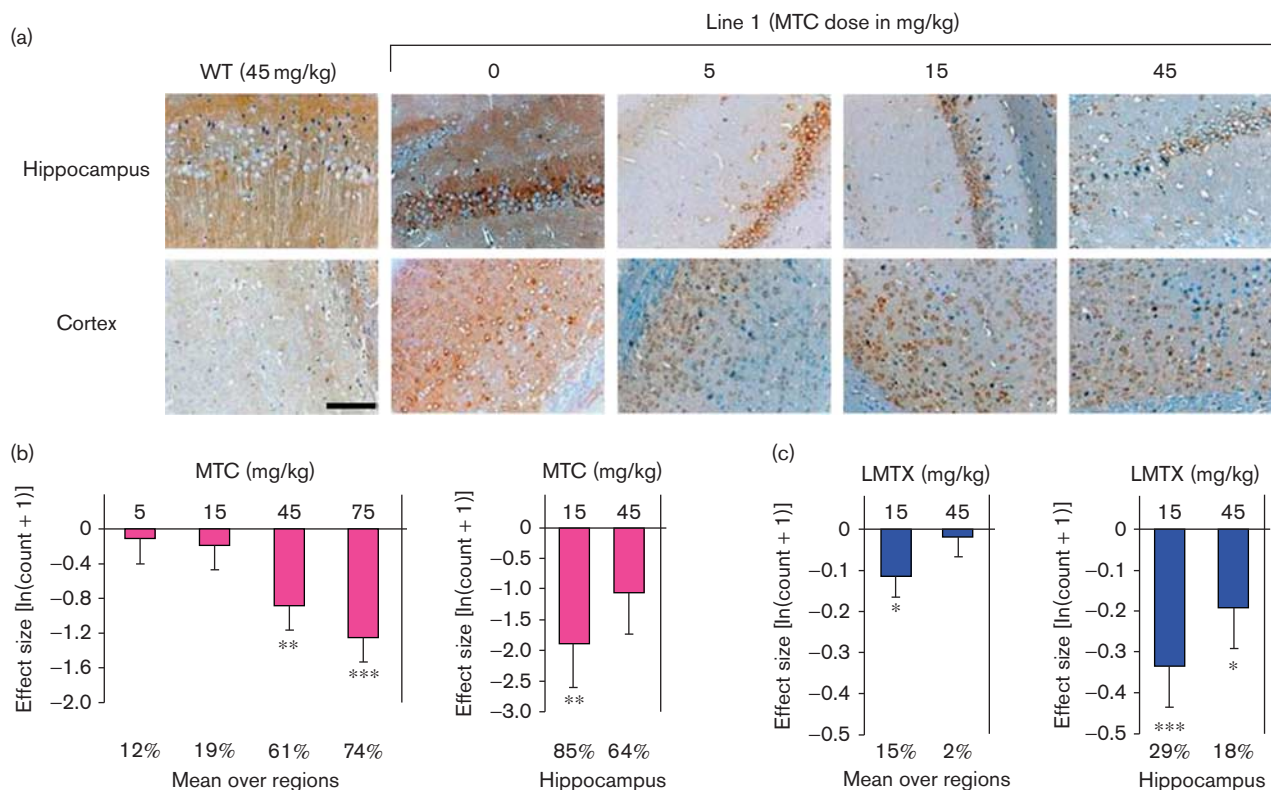 (a)
Line 1 (MTC dose in mg/kg)
WT (45 mg/kg) 0 5 15 45
Hippocampus
Cortex
(b)
MTC (mg/kg)
5 15 45 75
Effect size [ln(count + 1)]
0
−0.4
−0.8
−1.2
−1.6
−2.0
**
***
12% 19% 61% 74%
Mean over regions
MTC (mg/kg)
15 45
Effect size [ln(count + 1)]
0
−0.5
−1.0
−1.5
−2.0
−2.5
−3.0
**
85% 64%
Hippocampus
(c)
LMTX (mg/kg)
15 45
Effect size [ln(count + 1)]
0
−0.1
−0.2
−0.3
−0.4
−0.5
*
15% 2%
Mean over regions
LMTX (mg/kg)
15 45
Effect size [ln(count + 1)]
0
−0.1
−0.2
−0.3
−0.4
−0.5
***
*
29% 18%
Hippocampus